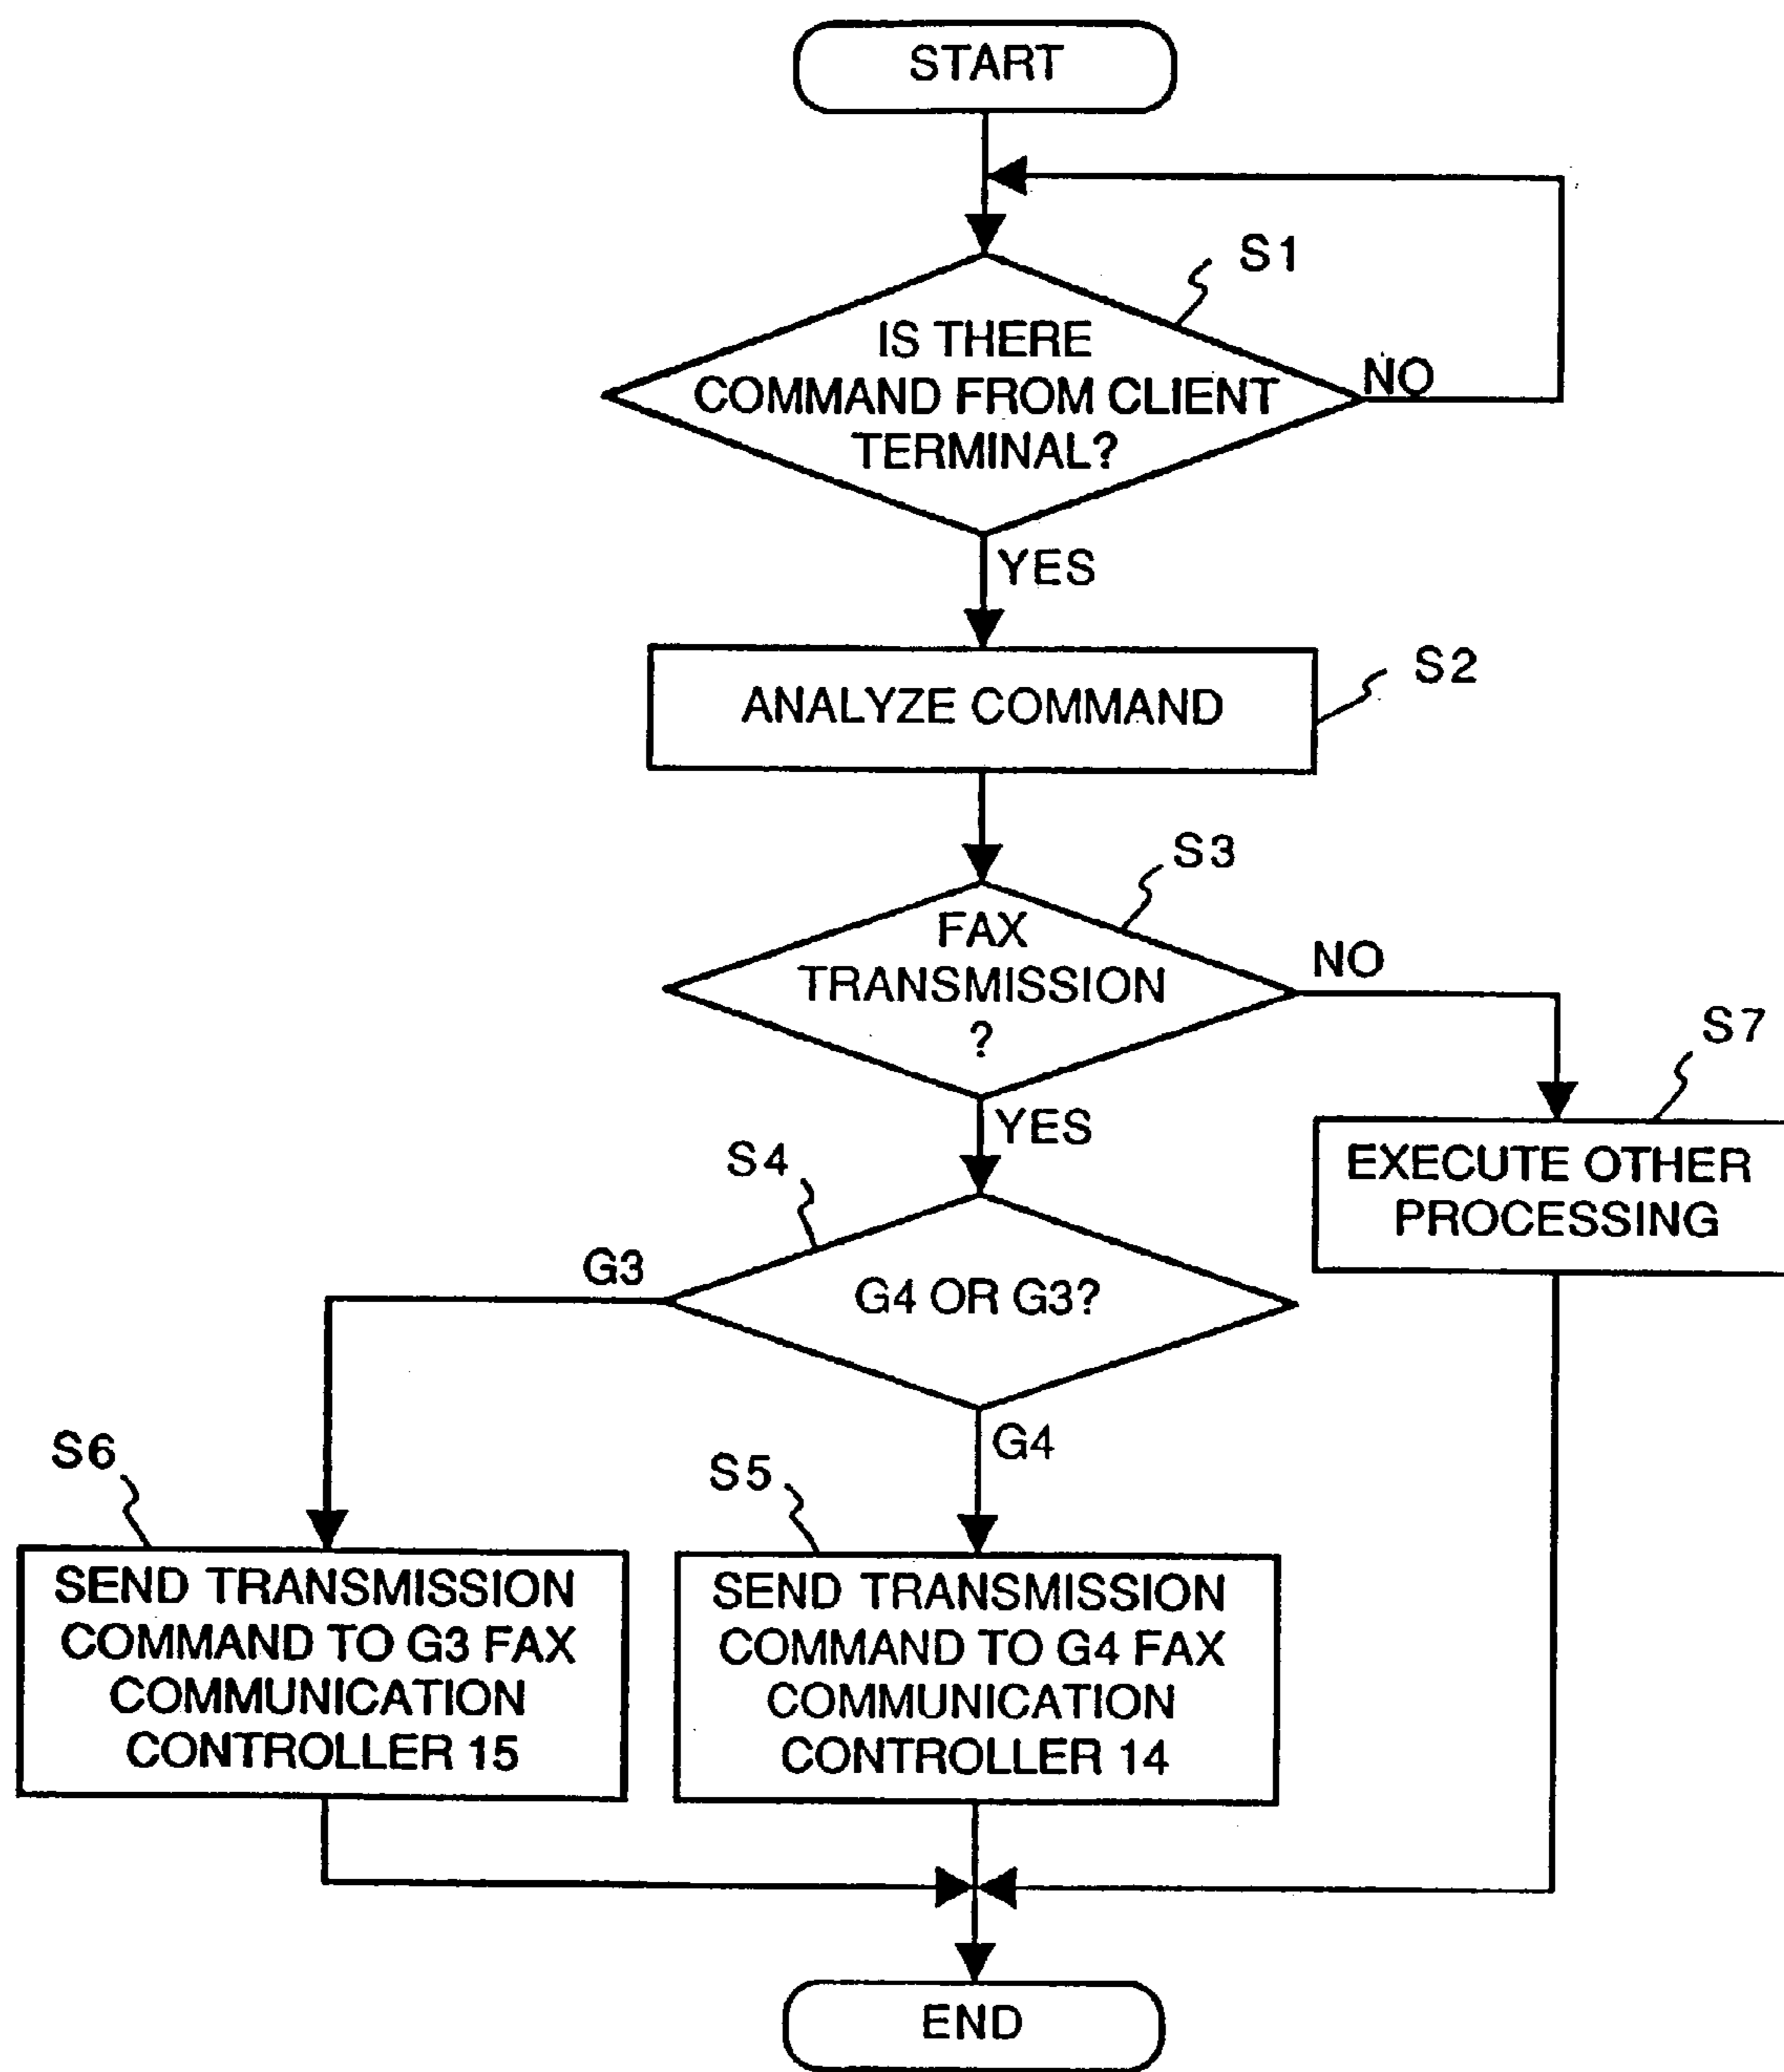 START
S1
IS THERE
COMMAND FROM CLIENT
TERMINAL?
NO
YES
S2
ANALYZE COMMAND
S3
FAX
TRANSMISSION
?
NO
S7
YES
S4
EXECUTE OTHER
PROCESSING
G3
G4 OR G3?
G4
S6
S5
SEND TRANSMISSION
COMMAND TO G3 FAX
COMMUNICATION
CONTROLLER 15
SEND TRANSMISSION
COMMAND TO G4 FAX
COMMUNICATION
CONTROLLER 14
END